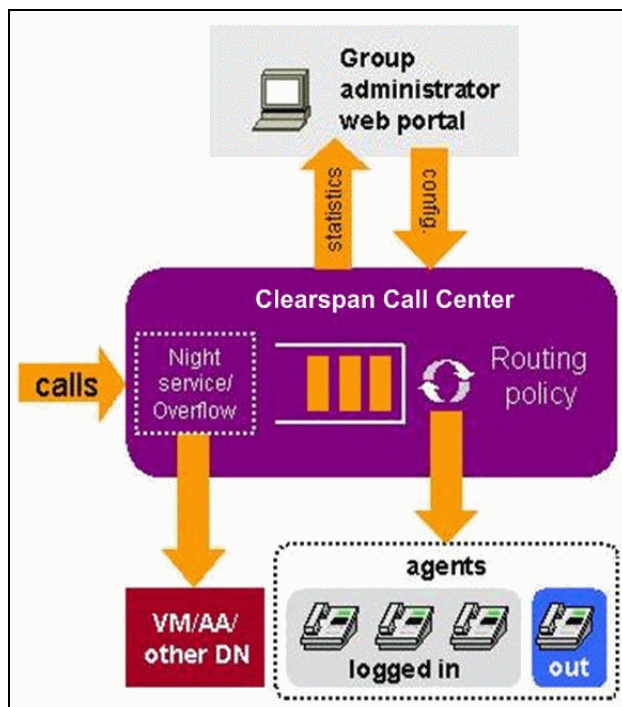 Group
administrator
web portal
statistics
config.
Clearspan Call Center
calls
Night
service/
Overflow
Routing
policy
VM/AA/
other DN
agents
logged in
out